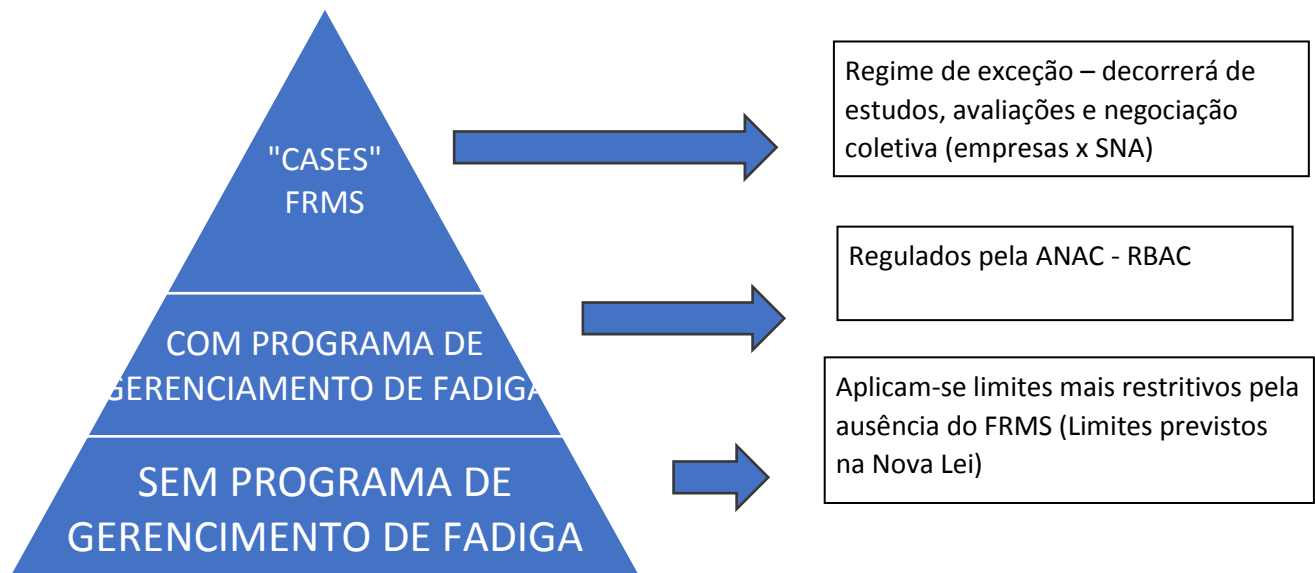 "CASES"
FRMS
Regime de exceção – decorrerá de
estudos, avaliações e negociação
coletiva (empresas x SNA)
COM PROGRAMA DE
GERENCIAMENTO DE FADIGA
Regulados pela ANAC - RBAC
SEM PROGRAMA DE
GERENCIMENTO DE FADIGA
Aplicam-se limites mais restritivos pela
ausência do FRMS (Limites previstos
na Nova Lei)